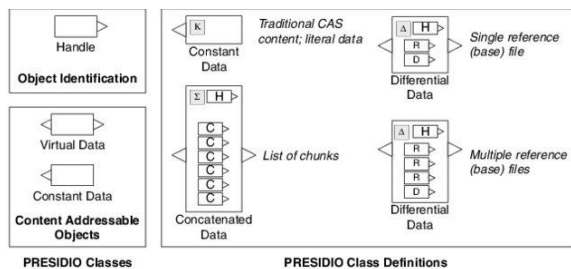 Handle
Object Identification
Virtual Data
Constant Data
Content Addressable
Objects
PRESIDIO Classes
K
Constant
Data
Traditional CAS
content; literal data
Σ H
C
C
C
C
C
C
Concatenated
Data
List of chunks
Δ H
R
D
Differential
Data
Single reference
(base) file
Δ H
R
R
R
D
Differential
Data
Multiple reference
(base) files
PRESIDIO Class Definitions